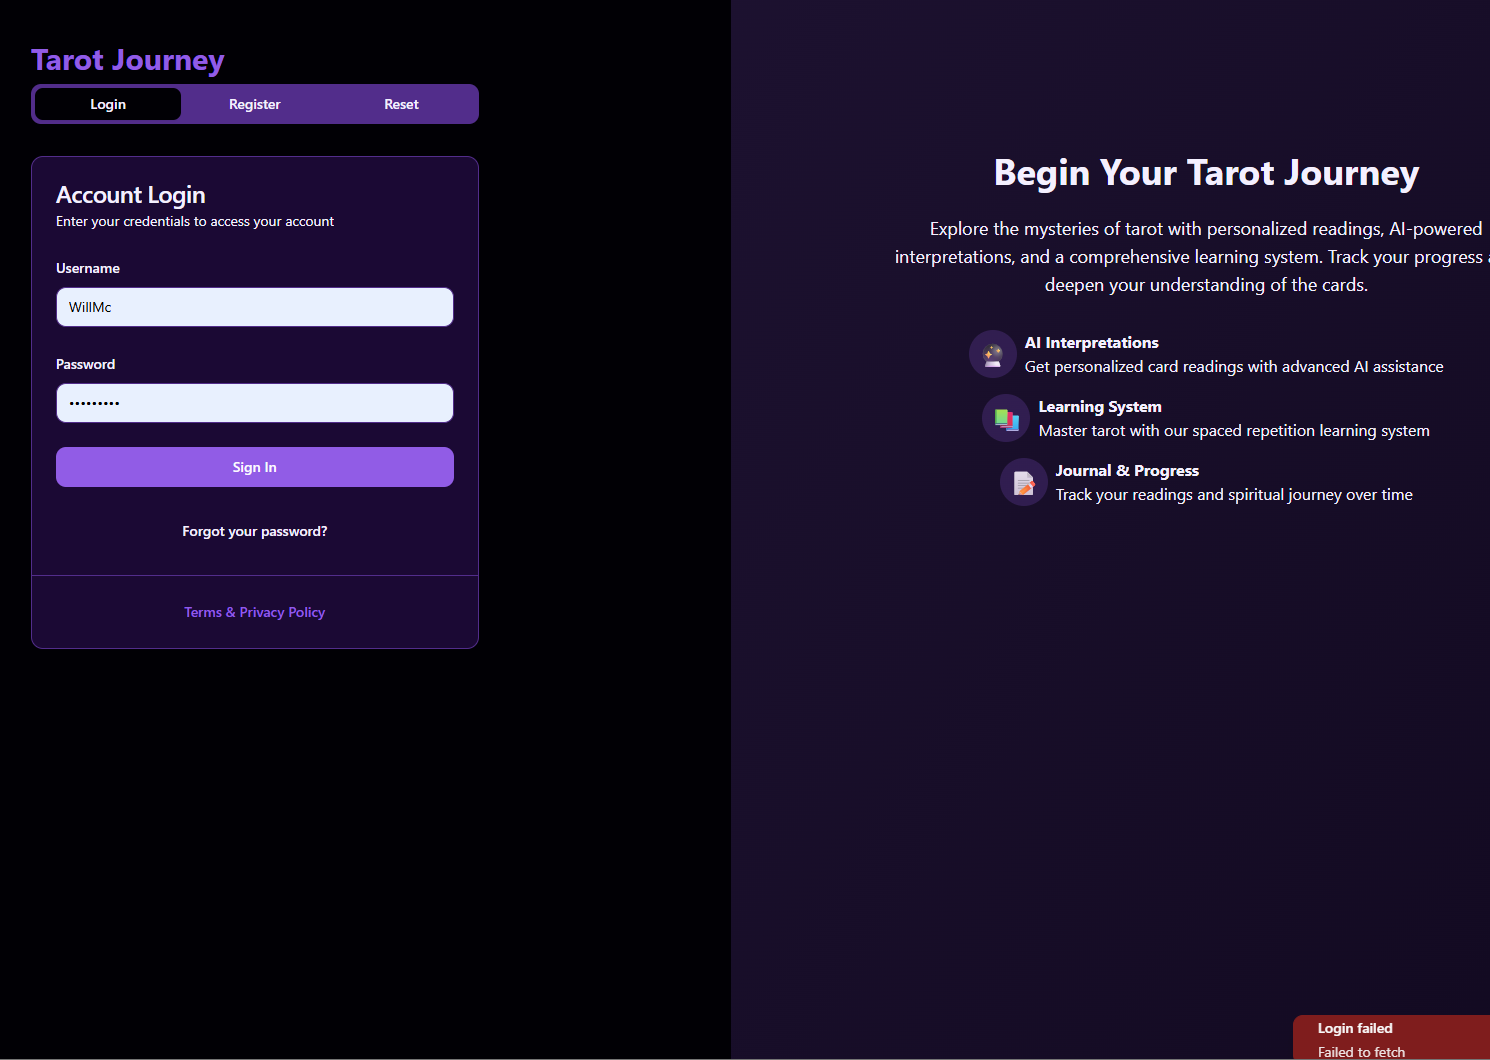 Tarot Journey
Login
Register
Reset
Account Login
Enter your credentials to access your account
Username
WillMc
Password
•••••••••
Sign In
Forgot your password?
Terms & Privacy Policy
Begin Your Tarot Journey
Explore the mysteries of tarot with personalized readings, AI-powered
interpretations, and a comprehensive learning system. Track your progress
deepen your understanding of the cards.
AI Interpretations
Get personalized card readings with advanced AI assistance
Learning System
Master tarot with our spaced repetition learning system
Journal & Progress
Track your readings and spiritual journey over time
Login failed
Failed to fetch